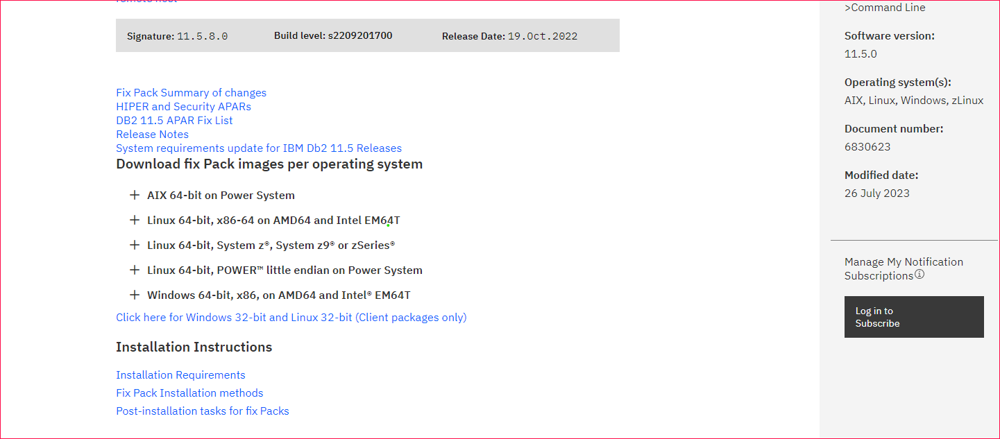 Signature: 11.5.8.0 Build level: s2209201700 Release Date: 19.Oct.2022
Fix Pack Summary of changes
HIPER and Security APARs
DB2 11.5 APAR Fix List
Release Notes
System requirements update for IBM Db2 11.5 Releases
Download fix Pack images per operating system
AIX 64-bit on Power System
Linux 64-bit, x86-64 on AMD64 and Intel EM64T
Linux 64-bit, System z®, System z9® or zSeries®
Linux 64-bit, POWER™ little endian on Power System
Windows 64-bit, x86, on AMD64 and Intel® EM64T
Click here for Windows 32-bit and Linux 32-bit (Client packages only)
Installation Instructions
Installation Requirements
Fix Pack Installation methods
Post-installation tasks for fix Packs
>Command Line
Software version:
11.5.0
Operating system(s):
AIX, Linux, Windows, zLinux
Document number:
6830623
Modified date:
26 July 2023
Manage My Notification
Subscriptions
Log in to
Subscribe